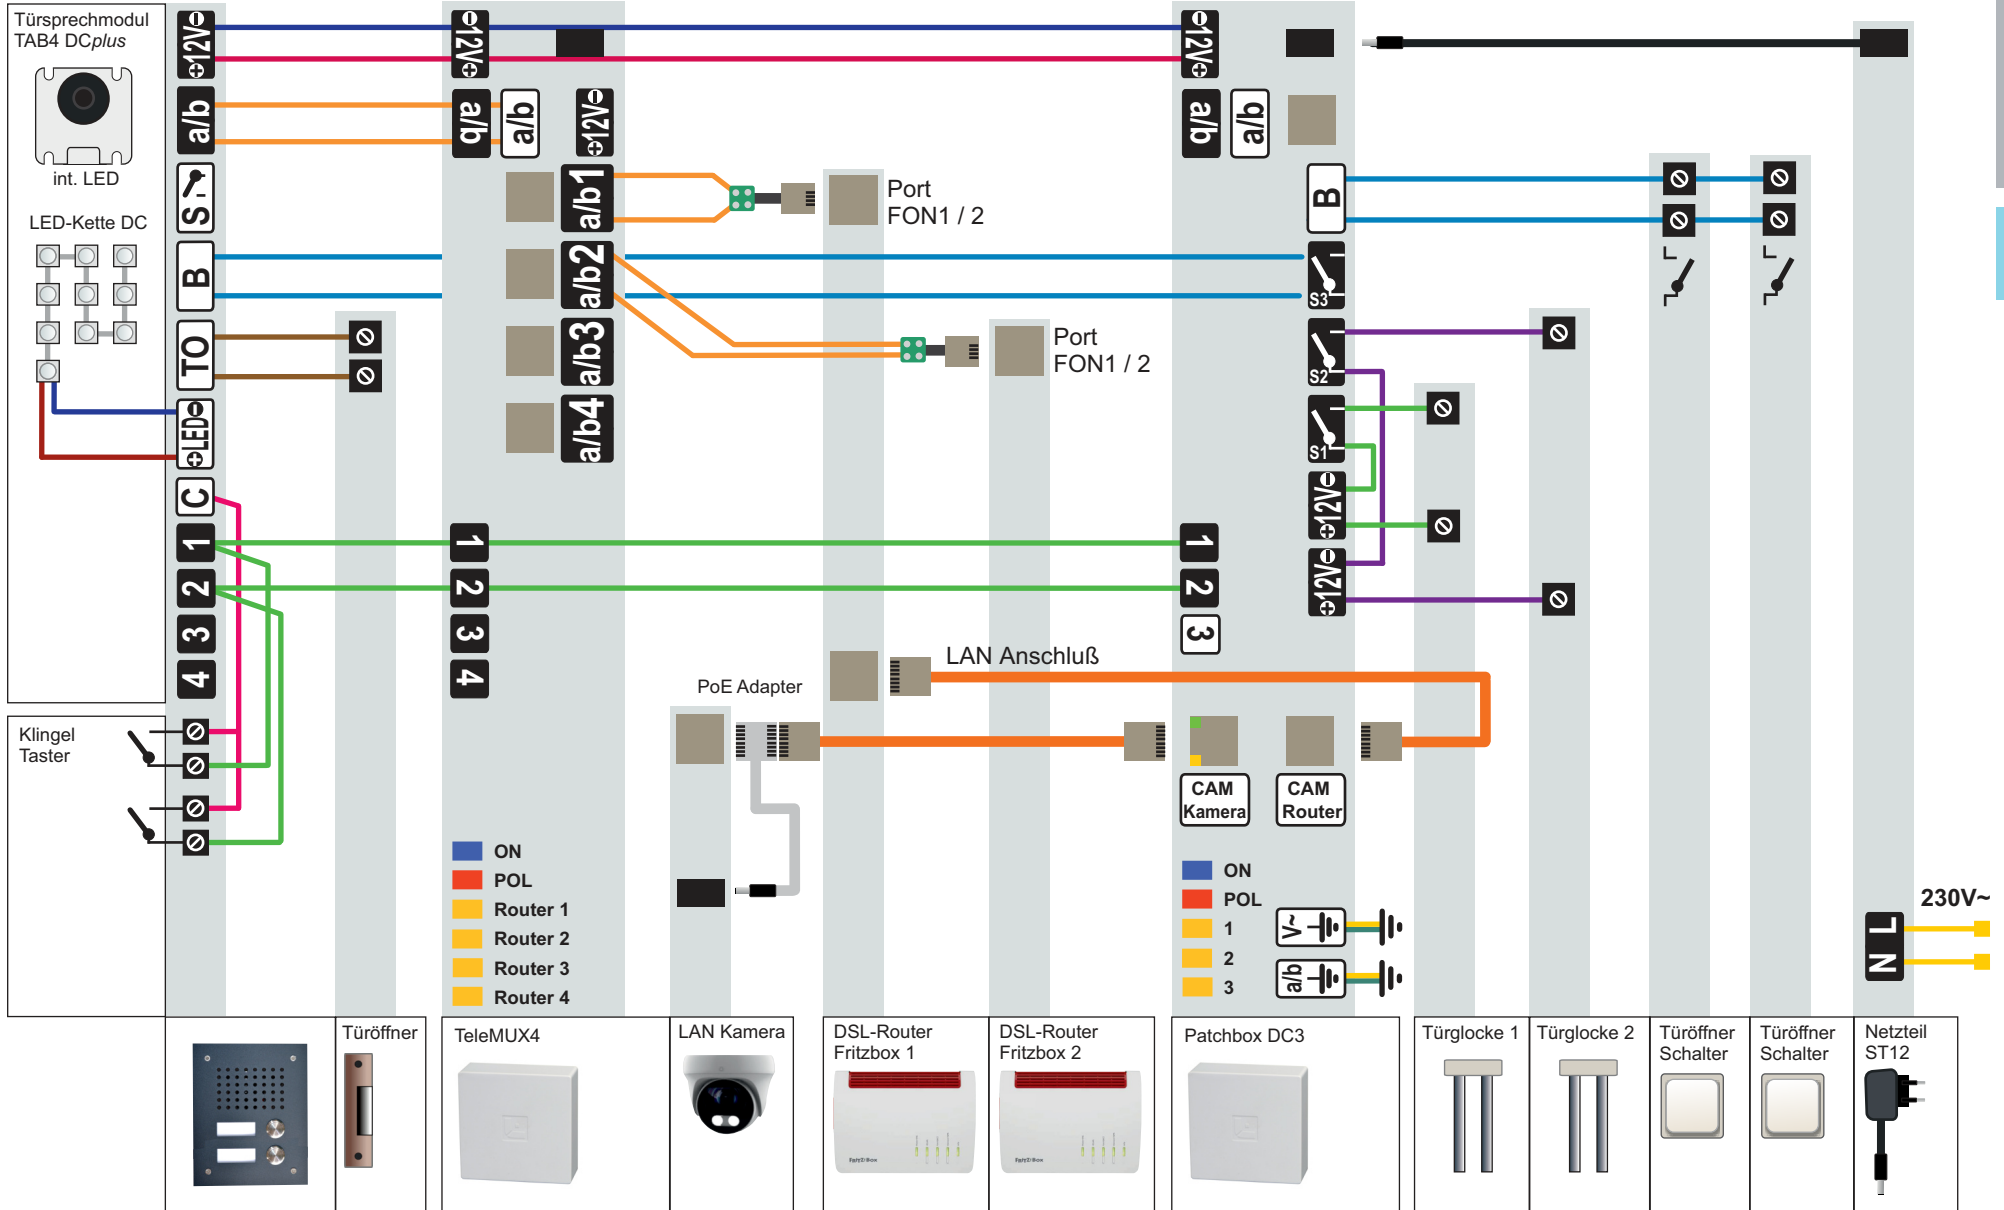 Türsprechmodul
TAB4 DCplus
int. LED
LED-Kette DC
Klingel
Taster
+12V-
a/b
S
B
TO
+LED-
C
1
2
3
4
-12V+
a/b
a/b
+12V-
a/b1
a/b2
a/b3
a/b4
1
2
3
4
ON
POL
Router 1
Router 2
Router 3
Router 4
Port
FON1 / 2
Port
FON1 / 2
PoE Adapter
LAN Anschluß
-12V+
a/b
a/b
B
S3
S2
S1
+12V-
+12V-
1
2
3
CAM
Kamera
CAM
Router
ON
POL
1
2
3
V~
a/b
230V~
N L
Türöffner
TeleMUX4
LAN Kamera
DSL-Router
Fritzbox 1
DSL-Router
Fritzbox 2
Patchbox DC3
Türglocke 1
Türglocke 2
Türöffner
Schalter
Türöffner
Schalter
Netzteil
ST12
FRITZ!Box
FRITZ!Box